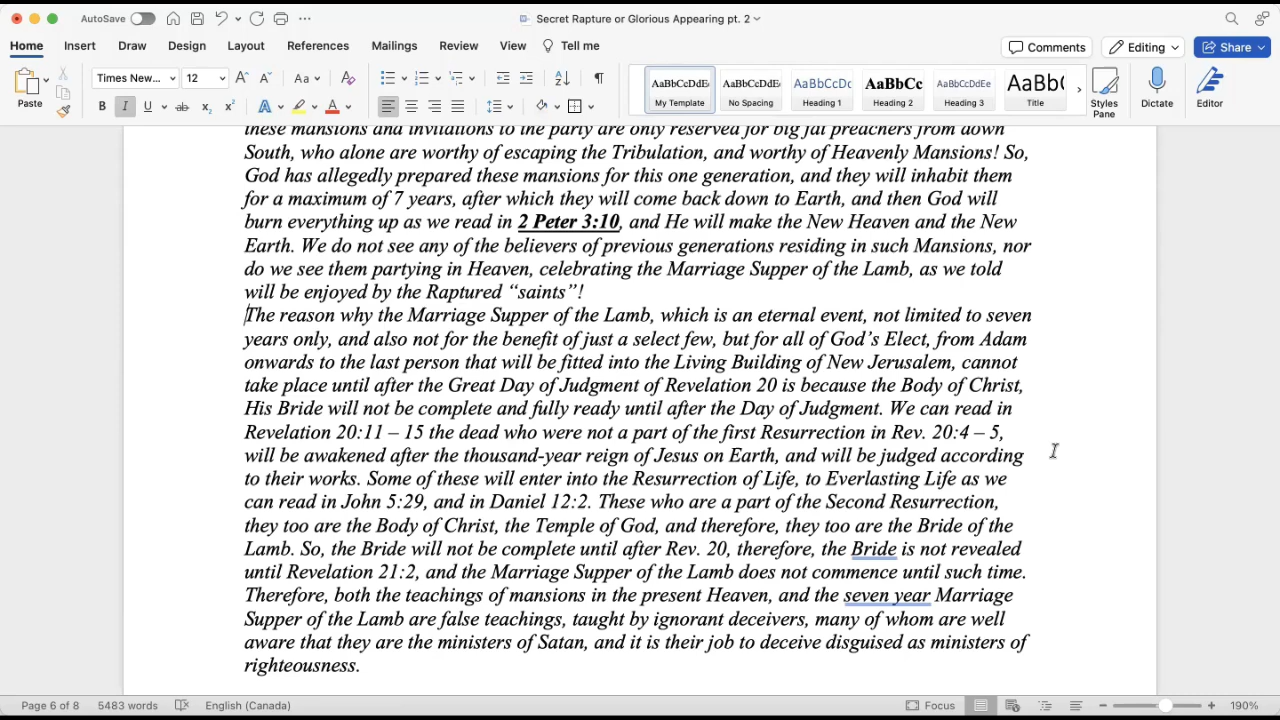 AutoSave
Secret Rapture or Glorious Appearing pt. 2
Home Insert Draw Design Layout References Mailings Review View Tell me
Comments Editing Share
Paste
Times New... 12
AaBbCcDdEe AaBbCcDdEe AaBbCcDc AaBbCc AaBbCcDdEe AaBb(
My Template No Spacing Heading 1 Heading 2 Heading 3 Title
Styles Pane
Dictate
Editor
these mansions and invitations to the party are only reserved for big fat preachers from down
South, who alone are worthy of escaping the Tribulation, and worthy of Heavenly Mansions! So,
God has allegedly prepared these mansions for this one generation, and they will inhabit them
for a maximum of 7 years, after which they will come back down to Earth, and then God will
burn everything up as we read in 2 Peter 3:10, and He will make the New Heaven and the New
Earth. We do not see any of the believers of previous generations residing in such Mansions, nor
do we see them partying in Heaven, celebrating the Marriage Supper of the Lamb, as we told
will be enjoyed by the Raptured “saints”!
The reason why the Marriage Supper of the Lamb, which is an eternal event, not limited to seven
years only, and also not for the benefit of just a select few, but for all of God’s Elect, from Adam
onwards to the last person that will be fitted into the Living Building of New Jerusalem, cannot
take place until after the Great Day of Judgment of Revelation 20 is because the Body of Christ,
His Bride will not be complete and fully ready until after the Day of Judgment. We can read in
Revelation 20:11 – 15 the dead who were not a part of the first Resurrection in Rev. 20:4 – 5,
will be awakened after the thousand-year reign of Jesus on Earth, and will be judged according
to their works. Some of these will enter into the Resurrection of Life, to Everlasting Life as we
can read in John 5:29, and in Daniel 12:2. These who are a part of the Second Resurrection,
they too are the Body of Christ, the Temple of God, and therefore, they too are the Bride of the
Lamb. So, the Bride will not be complete until after Rev. 20, therefore, the Bride is not revealed
until Revelation 21:2, and the Marriage Supper of the Lamb does not commence until such time.
Therefore, both the teachings of mansions in the present Heaven, and the seven year Marriage
Supper of the Lamb are false teachings, taught by ignorant deceivers, many of whom are well
aware that they are the ministers of Satan, and it is their job to deceive disguised as ministers of
righteousness.
Page 6 of 8 5483 words English (Canada) Focus 190%